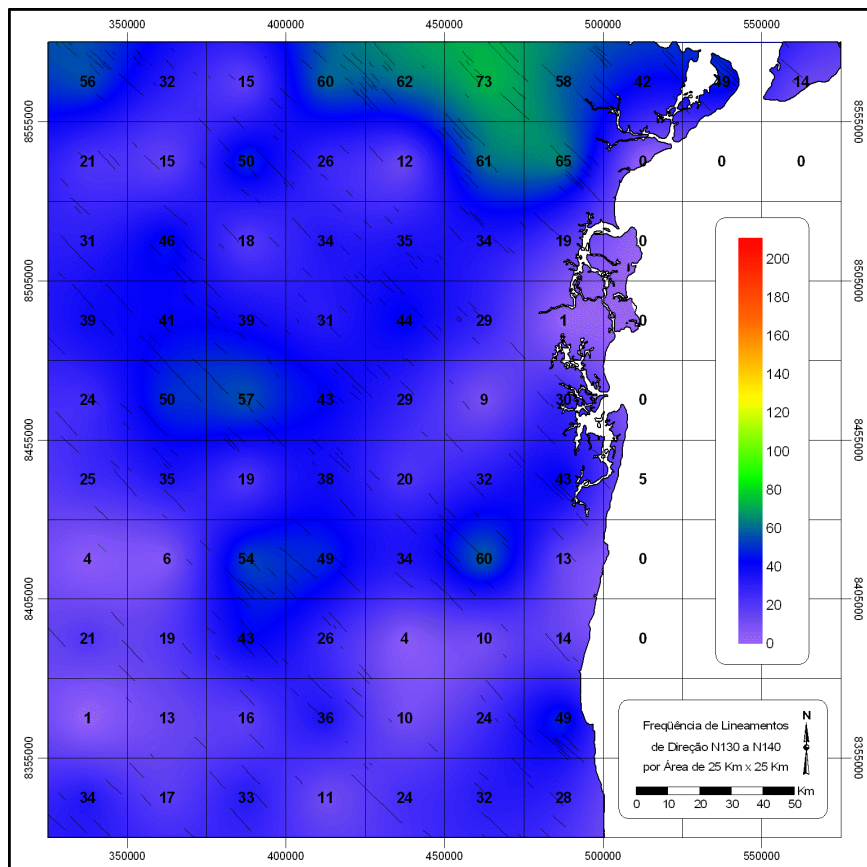 350000 400000 450000 500000 550000
56 32 15 60 62 73 58 42 49 14
8555000 8555000
21 15 50 26 12 61 65 0 0 0
31 46 18 34 35 34 19 0
200
8505000 8505000
180
39 41 39 31 44 29 1 0
160
140
24 50 57 43 29 9 30 0
120
8455000 8455000
100
25 35 19 38 20 32 43 5
80
60
4 6 54 49 34 60 13 0
40
8405000 8405000
20
21 19 43 26 4 10 14 0
0
1 13 16 36 10 24 49
N
Freqüência de Lineamentos
de Direção N130 a N140
por Área de 25 Km x 25 Km
8355000 8355000
Km
0 10 20 30 40 50
34 17 33 11 24 32 28
350000 400000 450000 500000 550000